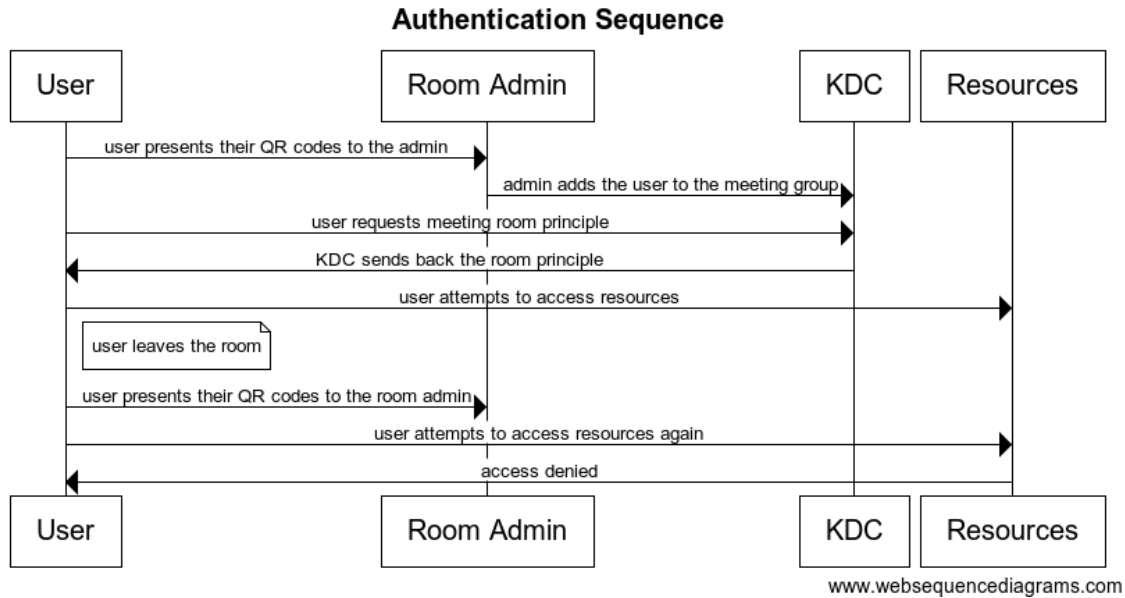 Authentication Sequence
User
Room Admin
KDC
Resources
user presents their QR codes to the admin
admin adds the user to the meeting group
user requests meeting room principle
KDC sends back the room principle
user attempts to access resources
user leaves the room
user presents their QR codes to the room admin
user attempts to access resources again
access denied
User
Room Admin
KDC
Resources
www.websequencediagrams.com